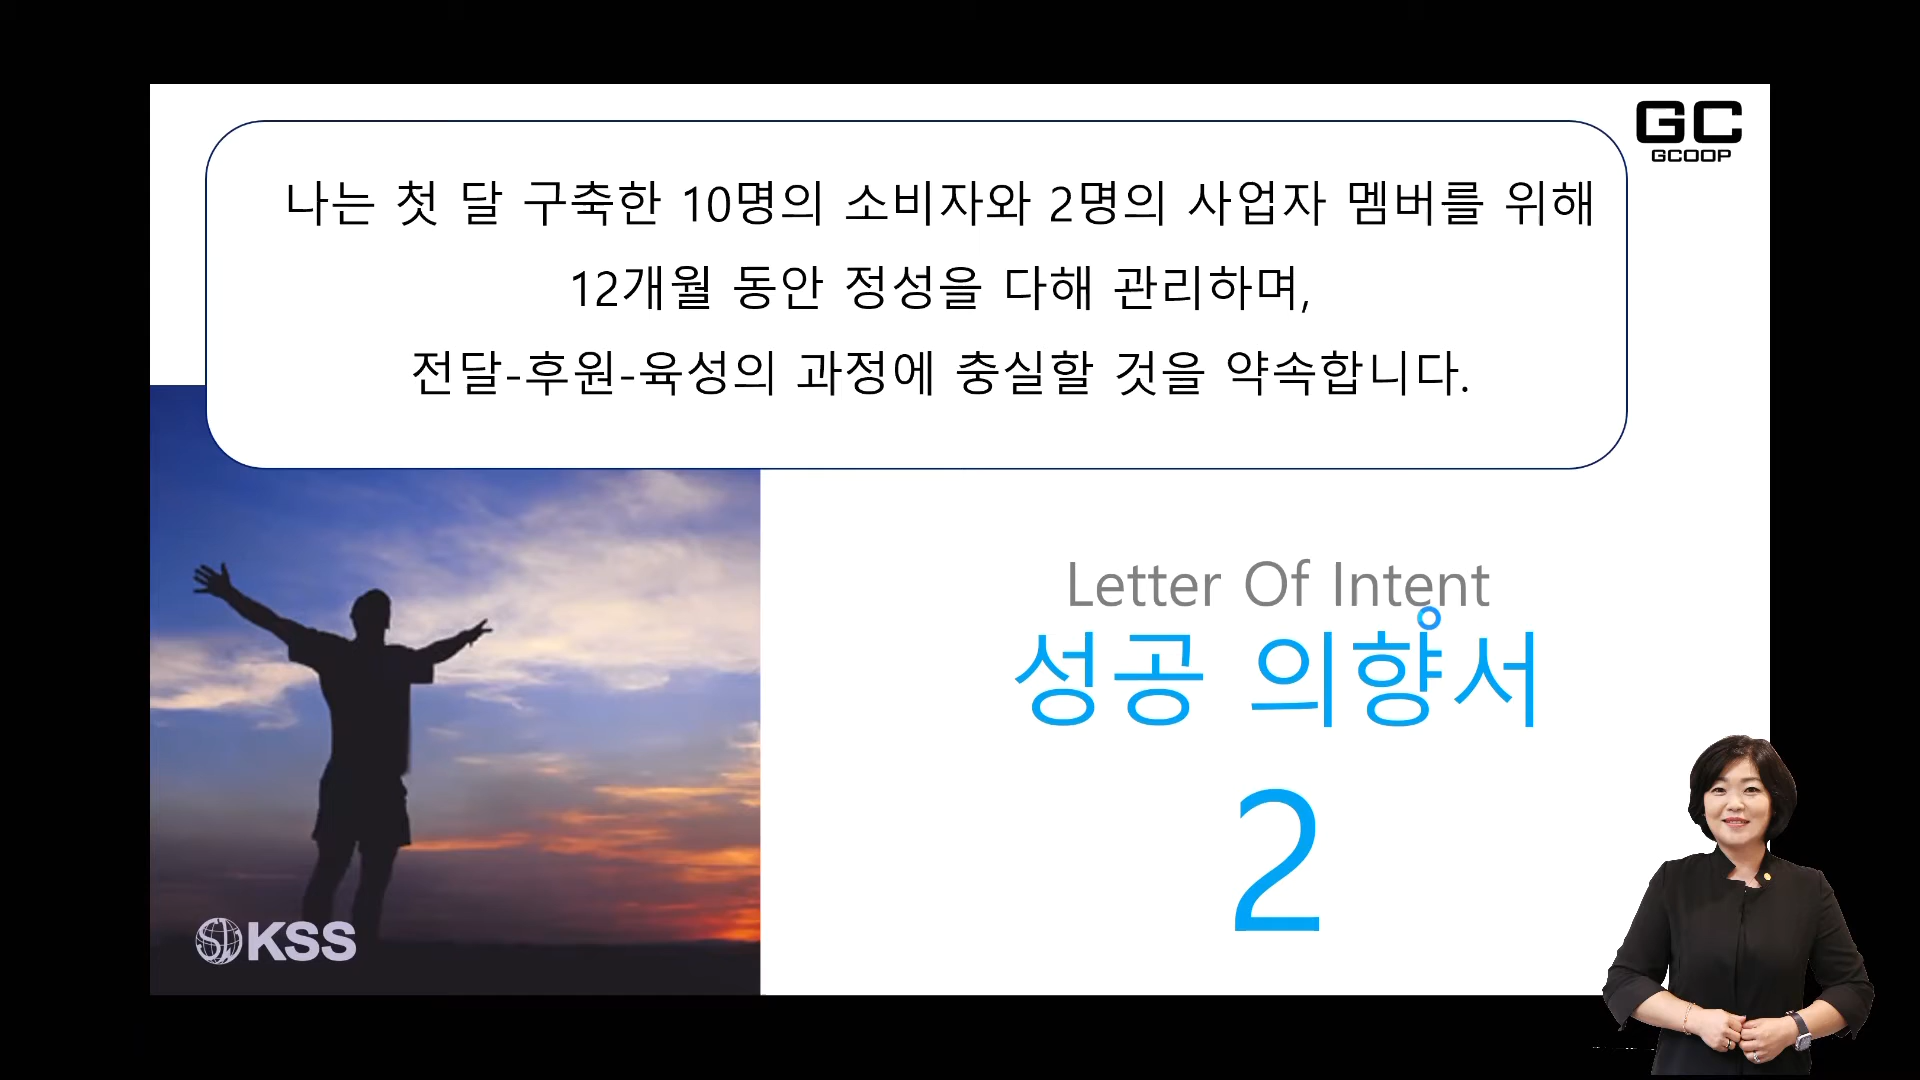 GC
GCOOP
나는 첫 달 구축한 10명의 소비자와 2명의 사업자 멤버를 위해
12개월 동안 정성을 다해 관리하며,
전달-후원-육성의 과정에 충실할 것을 약속합니다.
Letter Of Intent
성공 의향서
2
KSS